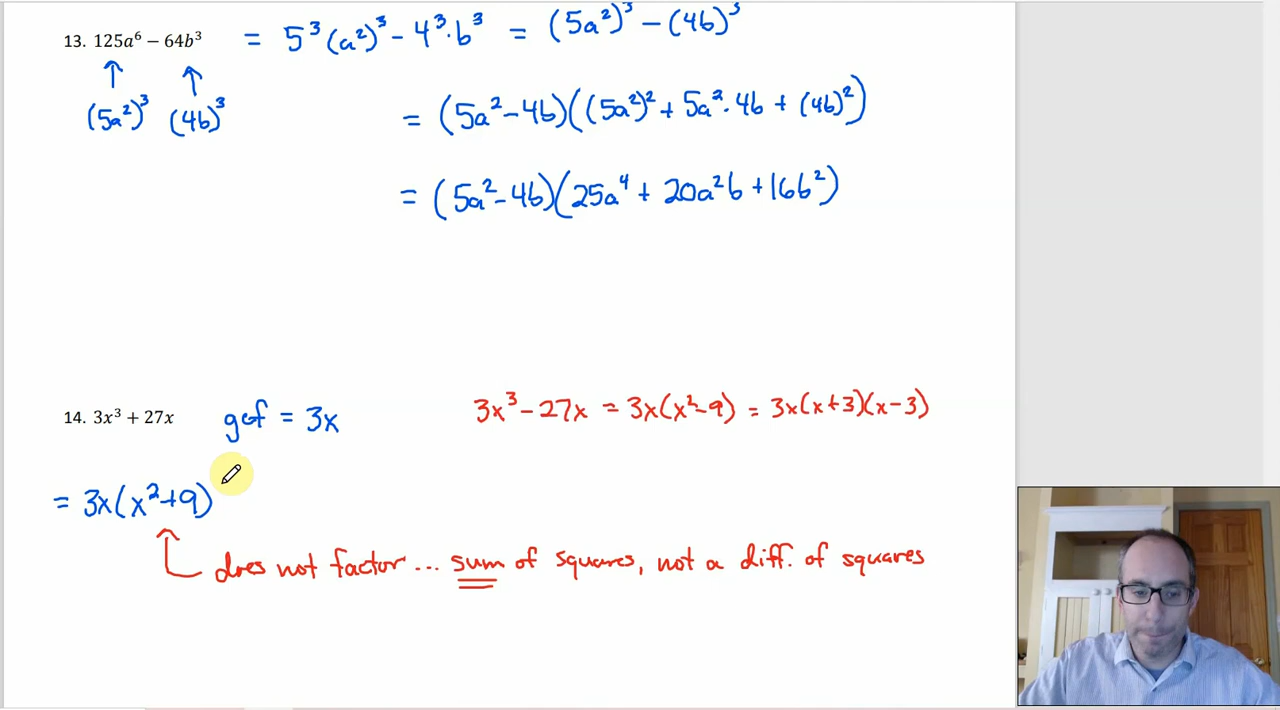 13. 125a⁶ − 64b³ = 5³(a²)³ − 4³·b³ = (5a²)³ − (4b)³
(5a²)³ (4b)³
= (5a² − 4b)((5a²)² + 5a²·4b + (4b)²)
= (5a² − 4b)(25a⁴ + 20a²b + 16b²)
14. 3x³ + 27x gcf = 3x 3x³ − 27x = 3x(x² − 9) = 3x(x+3)(x−3)
= 3x(x² + 9)
does not factor... sum of squares, not a diff. of squares